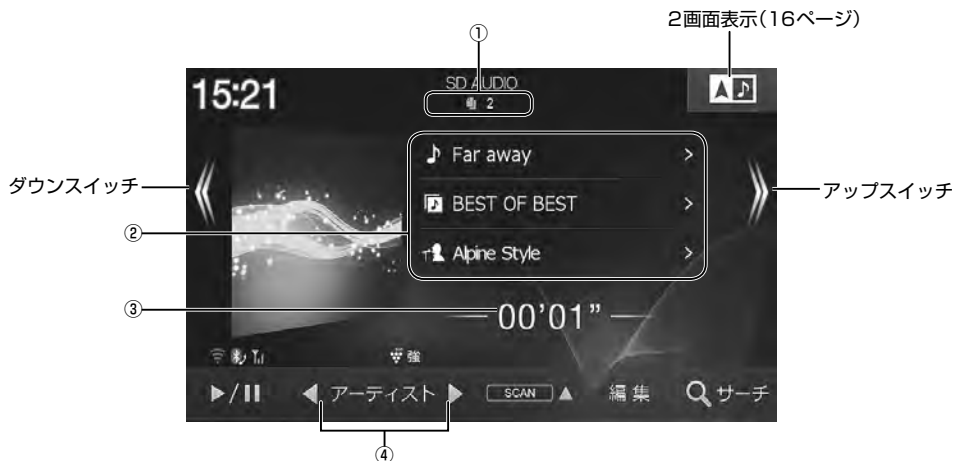 2画面表示(16ページ)
①
15:21
SD AUDIO
2
Far away
ダウンスイッチ
アップスイッチ
BEST OF BEST
②
Alpine Style
③
00'01"
強
アーティスト
SCAN
編集
サーチ
④